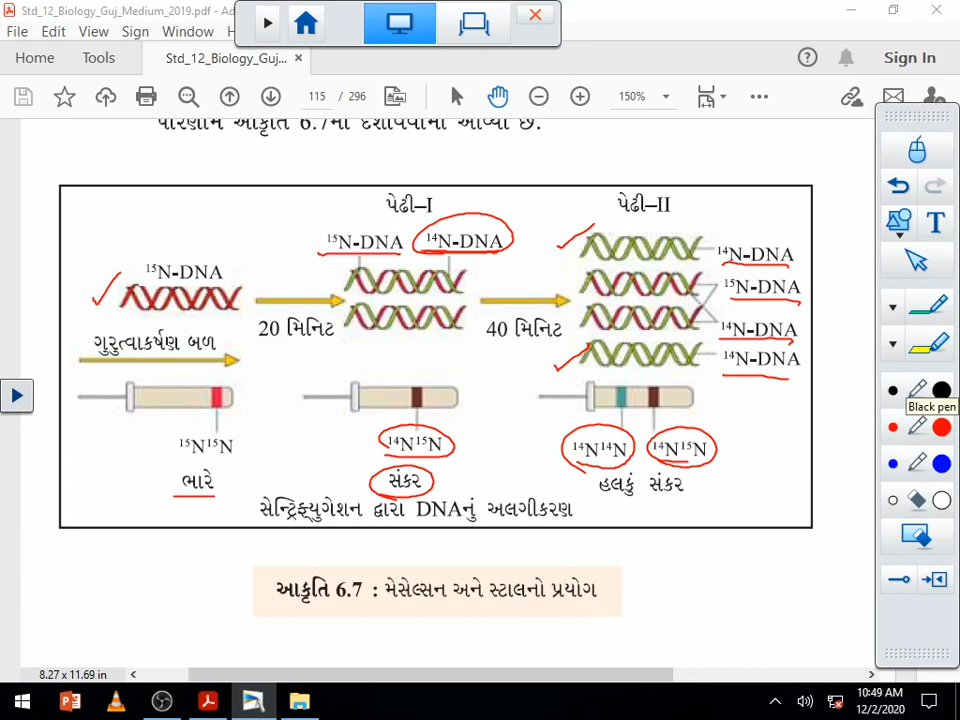 Std_12_Biology_Guj_Medium_2019.pdf - Ad
File Edit View Sign Window H
Home Tools Std_12_Biology_Guj... × Sign In
115 / 296 150%
પરિણામ આકૃતિ 6.7માં દર્શાવવામાં આવ્યા છે.
પેઢી–I પેઢી–II
¹⁵N-DNA ¹⁴N-DNA
¹⁴N-DNA
¹⁵N-DNA
¹⁵N-DNA
20 મિનિટ 40 મિનિટ
¹⁴N-DNA
¹⁴N-DNA
ગુરુત્વાકર્ષણ બળ
¹⁵N¹⁵N ¹⁴N¹⁵N ¹⁴N¹⁴N ¹⁴N¹⁵N
ભારે સંકર હલકું સંકર
સેન્ટ્રિફ્યુગેશન દ્વારા DNAનું અલગીકરણ
આકૃતિ 6.7 : મેસેલ્સન અને સ્ટાલનો પ્રયોગ
T
Black pen
8.27 x 11.69 in
10:49 AM
12/2/2020